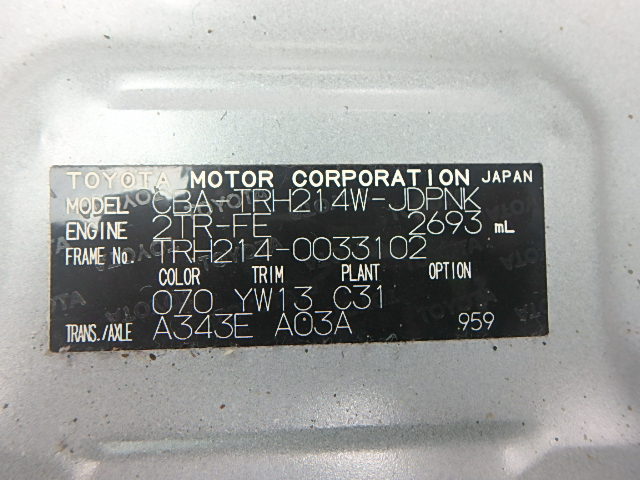 TOYOTA MOTOR CORPORATION JAPAN
MODEL CBA-TRH214W-JDPNK
ENGINE 2TR-FE 2693 mL
FRAME No. TRH214-0033102
COLOR TRIM PLANT OPTION
070 YW13 C31
TRANS./AXLE A343E A03A 959